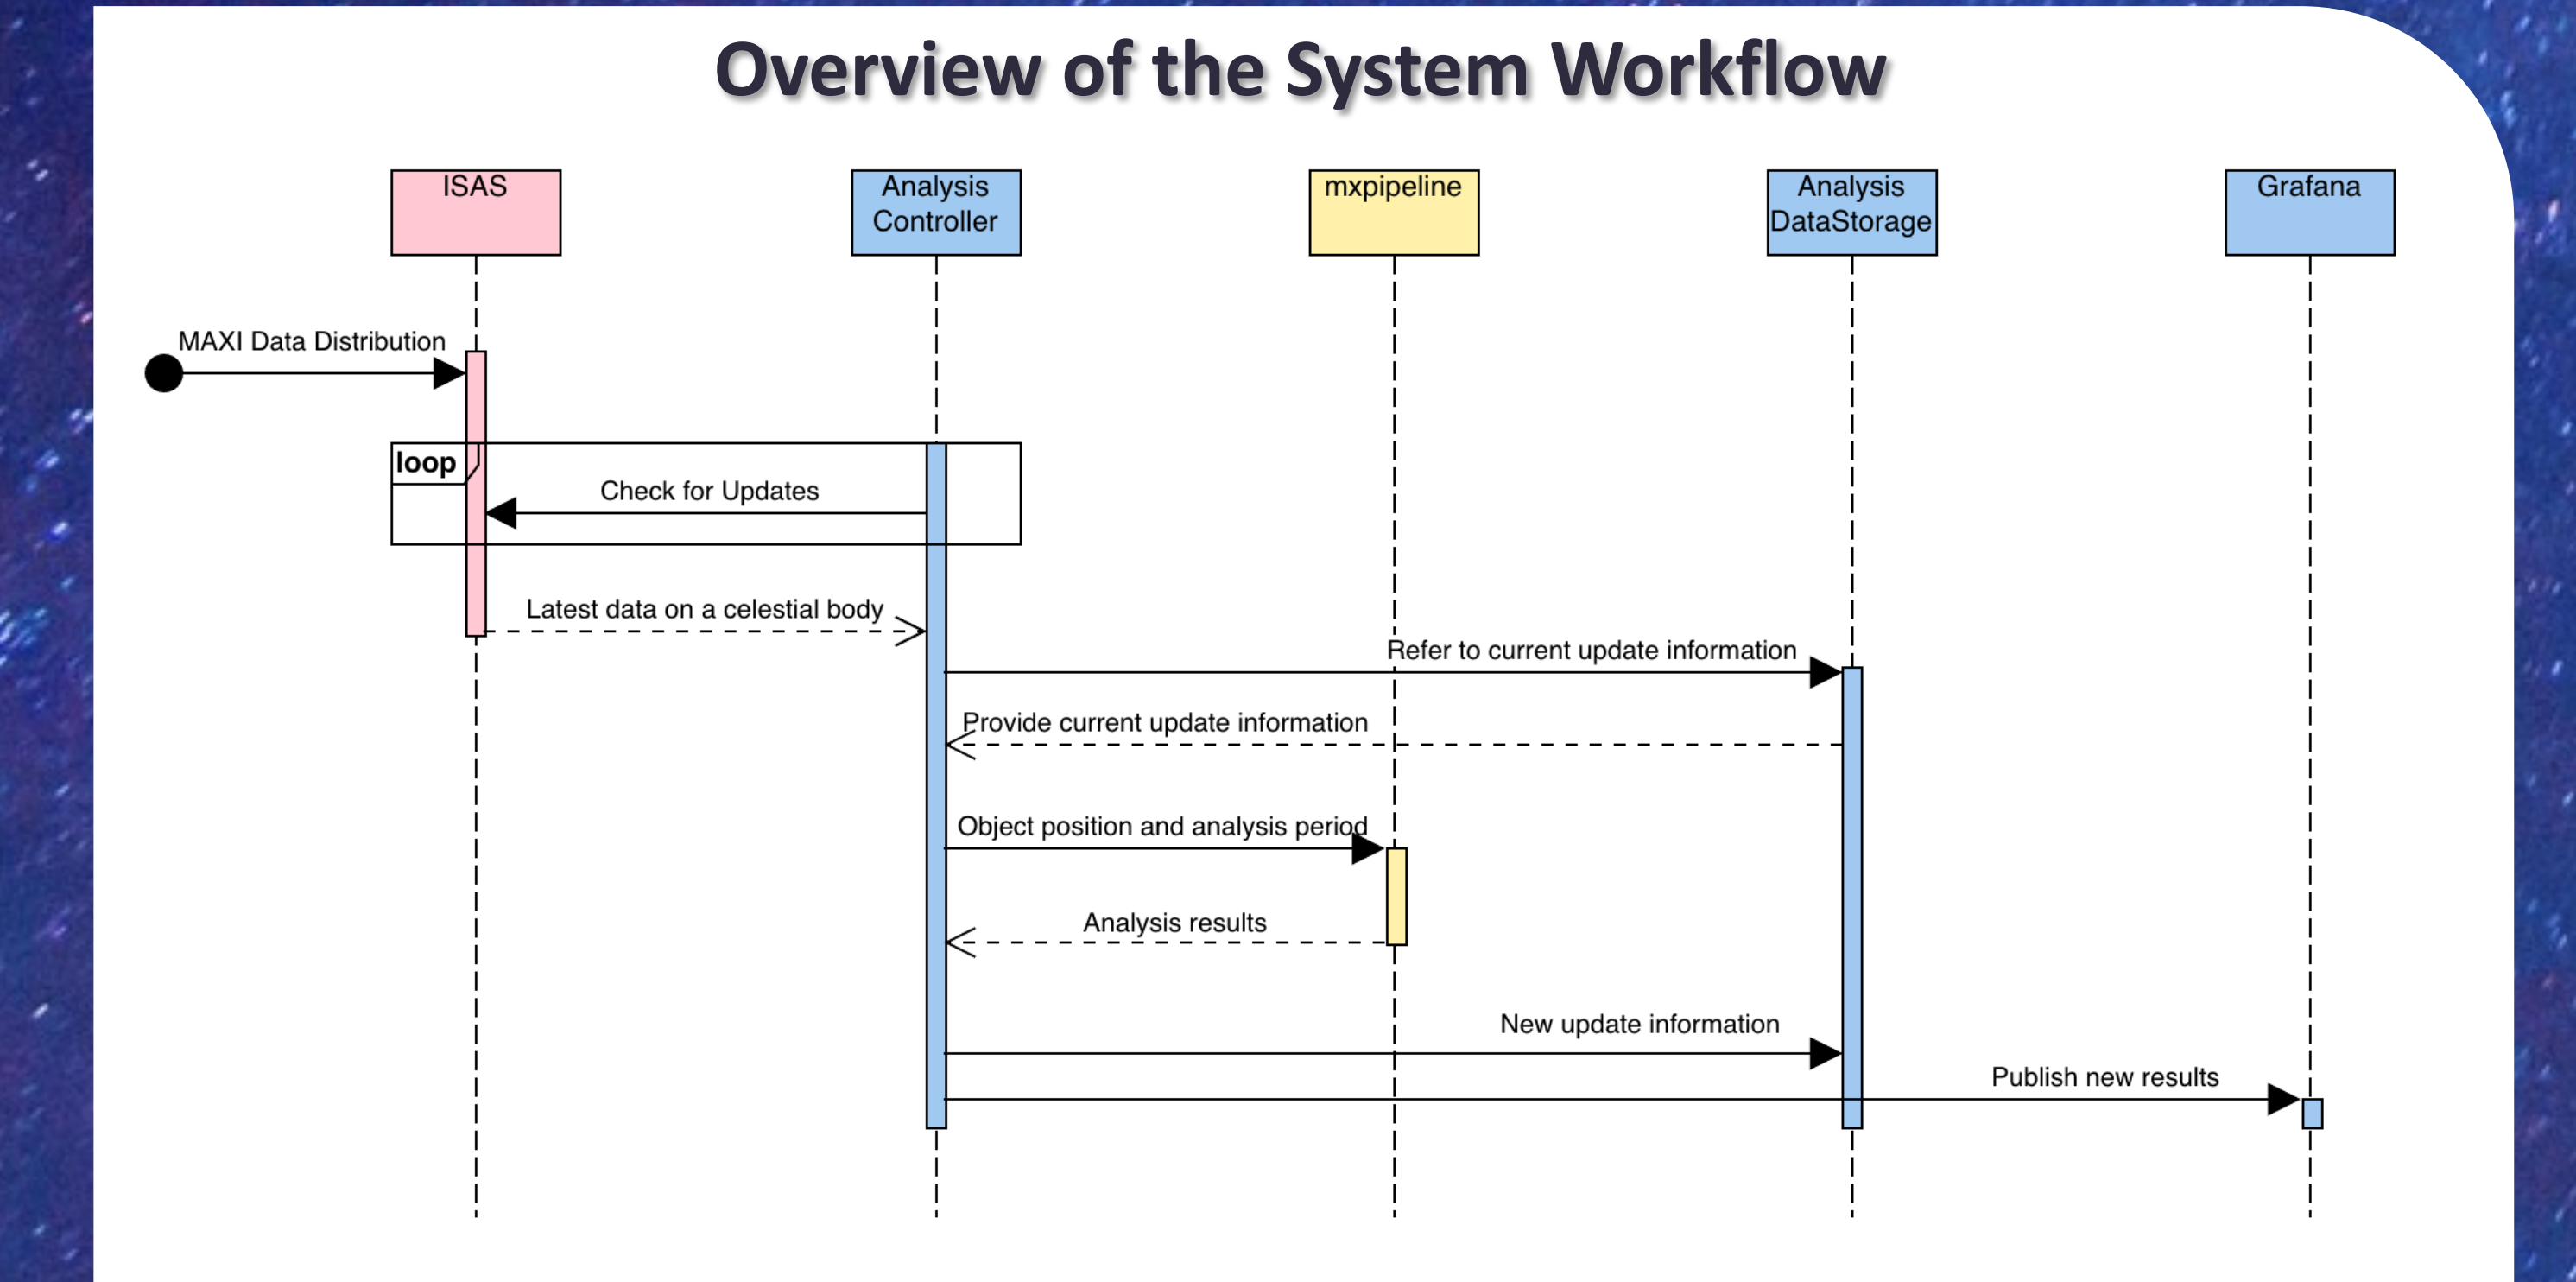 Overview of the System Workflow
ISAS
Analysis
Controller
mxpipeline
Analysis
DataStorage
Grafana
MAXI Data Distribution
loop
Check for Updates
Latest data on a celestial body
Refer to current update information
Provide current update information
Object position and analysis period
Analysis results
New update information
Publish new results